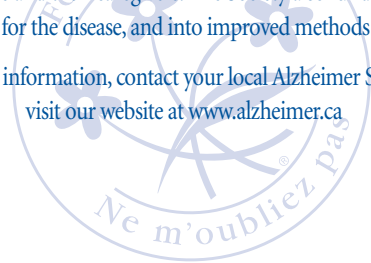 for the disease, and into improved methods
information, contact your local Alzheimer S
visit our website at www.alzheimer.ca
®
Ne m'oubliez pas